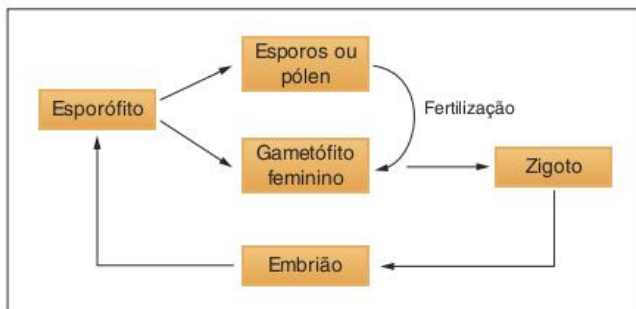 Esporos ou
pólen
Esporófito
Fertilização
Gametófito
feminino
Zigoto
Embrião